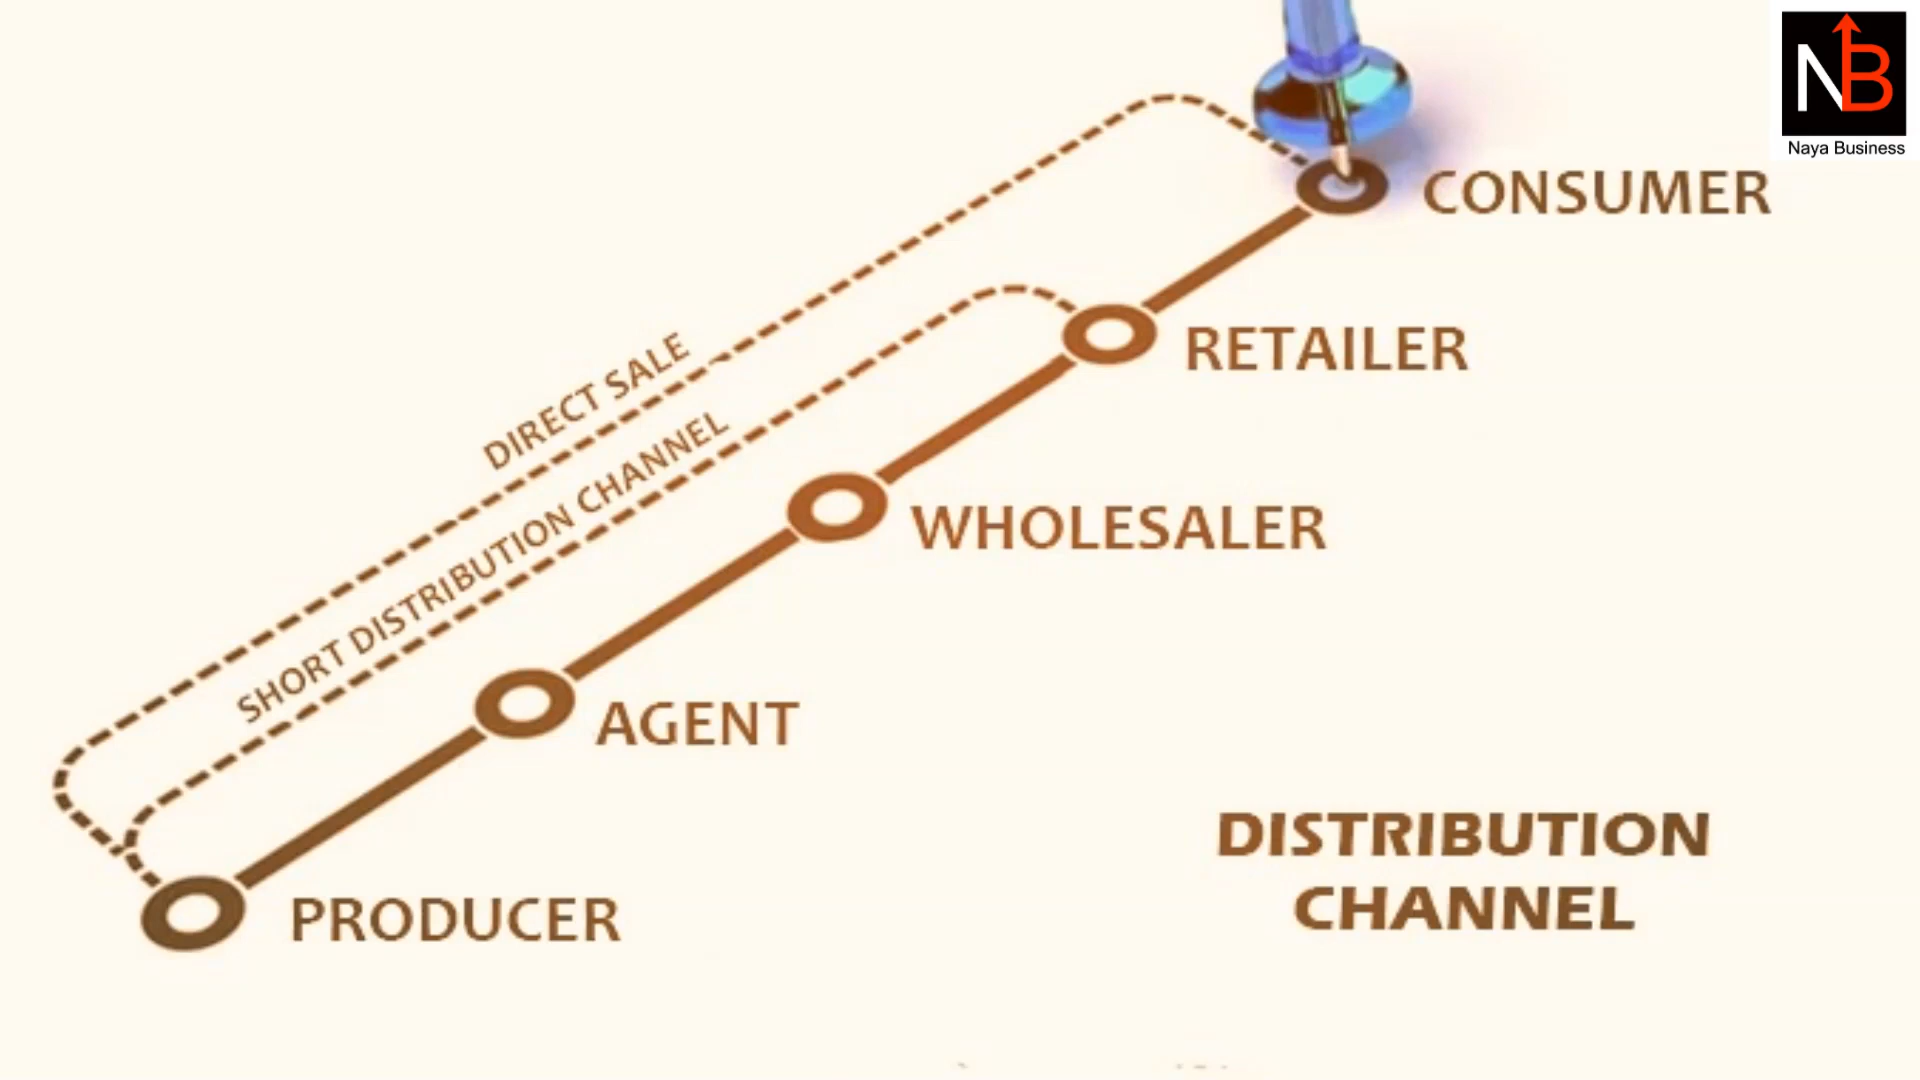 NB
Naya Business
CONSUMER
RETAILER
DIRECT SALE
SHORT DISTRIBUTION CHANNEL
WHOLESALER
AGENT
DISTRIBUTION
CHANNEL
PRODUCER